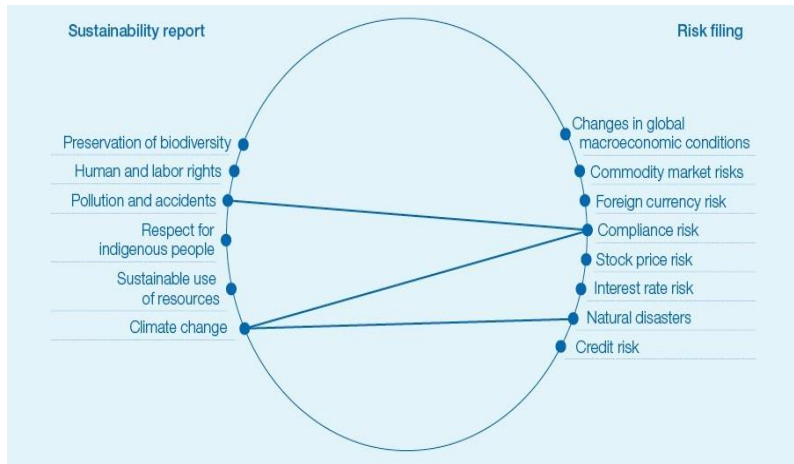 Sustainability report
Risk filing
Preservation of biodiversity
Human and labor rights
Pollution and accidents
Respect for
indigenous people
Sustainable use
of resources
Climate change
Changes in global
macroeconomic conditions
Commodity market risks
Foreign currency risk
Compliance risk
Stock price risk
Interest rate risk
Natural disasters
Credit risk